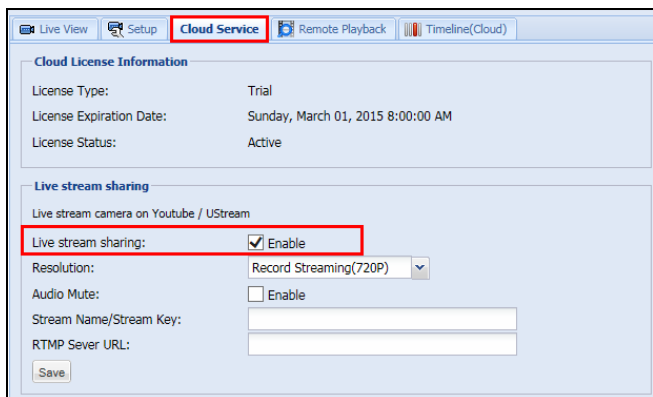 Live View Setup Cloud Service Remote Playback Timeline(Cloud)
Cloud License Information
License Type: Trial
License Expiration Date: Sunday, March 01, 2015 8:00:00 AM
License Status: Active
Live stream sharing
Live stream camera on Youtube / UStream
Live stream sharing: Enable
Resolution: Record Streaming(720P)
Audio Mute: Enable
Stream Name/Stream Key:
RTMP Sever URL:
Save